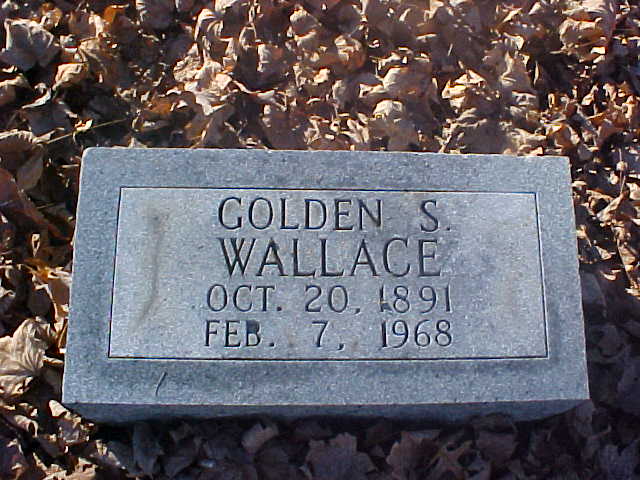 GOLDEN S.
WALLACE
OCT. 20, 1891
FEB. 7, 1968